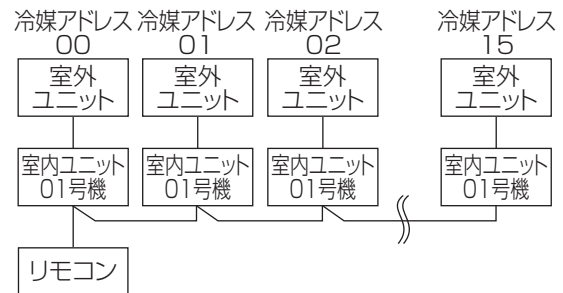 冷媒アドレス 冷媒アドレス 冷媒アドレス 冷媒アドレス
00 01 02 15
室外 室外 室外 室外
ユニット ユニット ユニット ユニット
室内ユニット 室内ユニット 室内ユニット 室内ユニット
01号機 01号機 01号機 01号機
リモコン